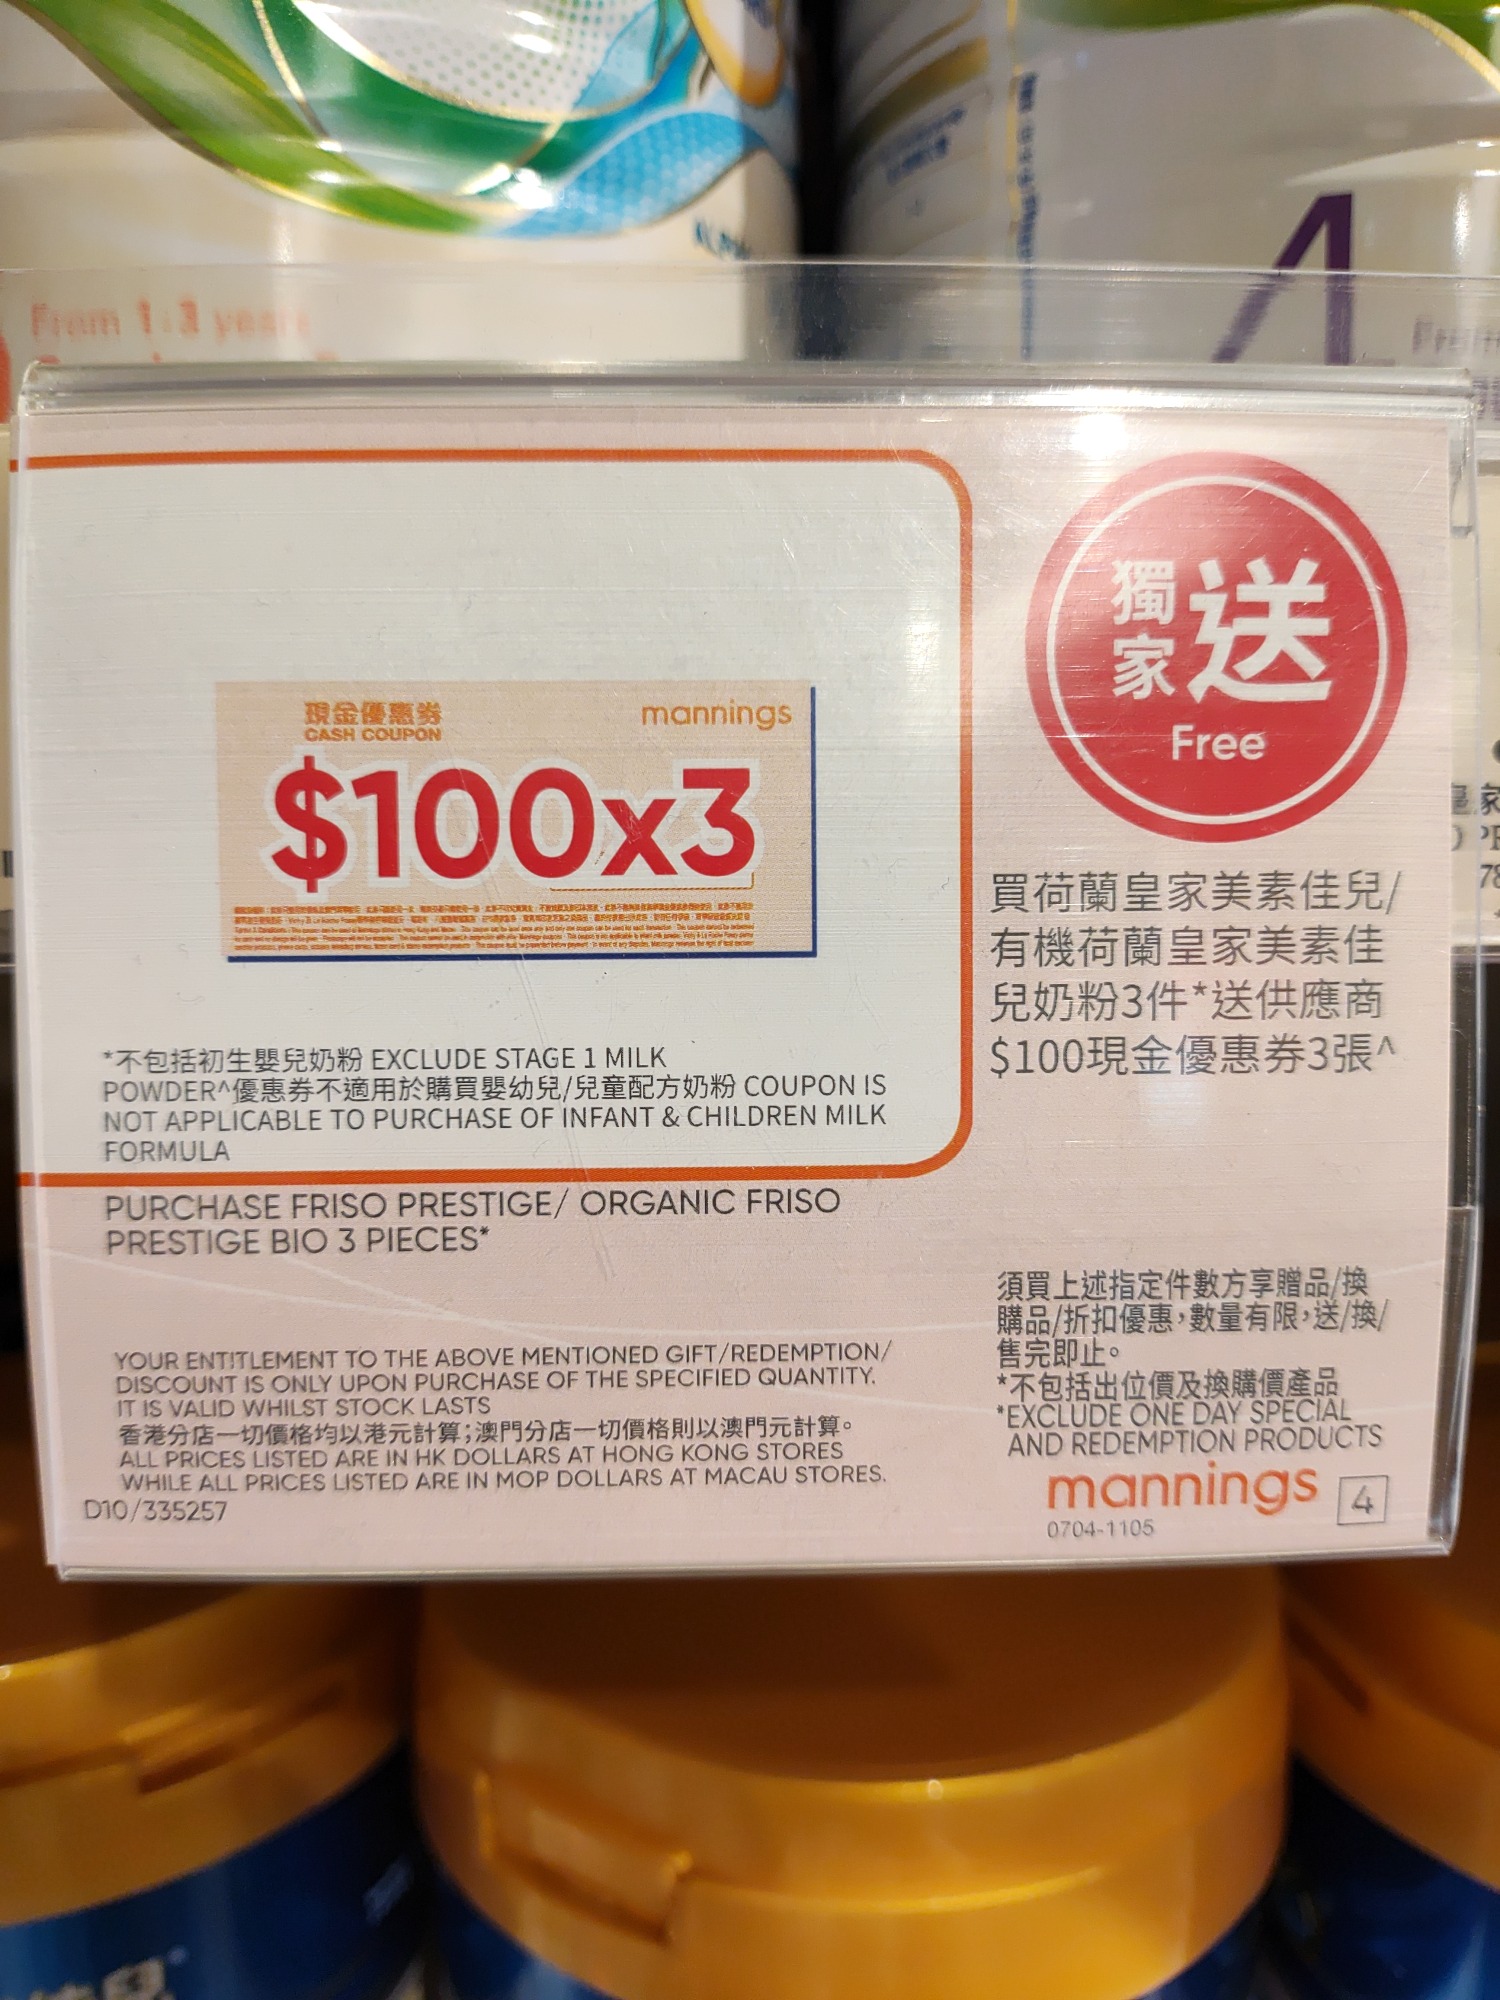 From 1-3 years
4
現金優惠券
CASH COUPON
mannings
$100x3
*不包括初生嬰兒奶粉 EXCLUDE STAGE 1 MILK
POWDER^優惠券不適用於購買嬰幼兒/兒童配方奶粉 COUPON IS
NOT APPLICABLE TO PURCHASE OF INFANT & CHILDREN MILK
FORMULA
PURCHASE FRISO PRESTIGE/ ORGANIC FRISO
PRESTIGE BIO 3 PIECES*
YOUR ENTITLEMENT TO THE ABOVE MENTIONED GIFT/REDEMPTION/
DISCOUNT IS ONLY UPON PURCHASE OF THE SPECIFIED QUANTITY.
IT IS VALID WHILST STOCK LASTS
香港分店一切價格均以港元計算;澳門分店一切價格則以澳門元計算。
ALL PRICES LISTED ARE IN HK DOLLARS AT HONG KONG STORES
WHILE ALL PRICES LISTED ARE IN MOP DOLLARS AT MACAU STORES.
D10/335257
獨家
送
Free
買荷蘭皇家美素佳兒/
有機荷蘭皇家美素佳
兒奶粉3件*送供應商
$100現金優惠券3張^
須買上述指定件數方享贈品/換
購品/折扣優惠,數量有限,送/換/
售完即止。
*不包括出位價及換購價產品
*EXCLUDE ONE DAY SPECIAL
AND REDEMPTION PRODUCTS
mannings 4
0704-1105